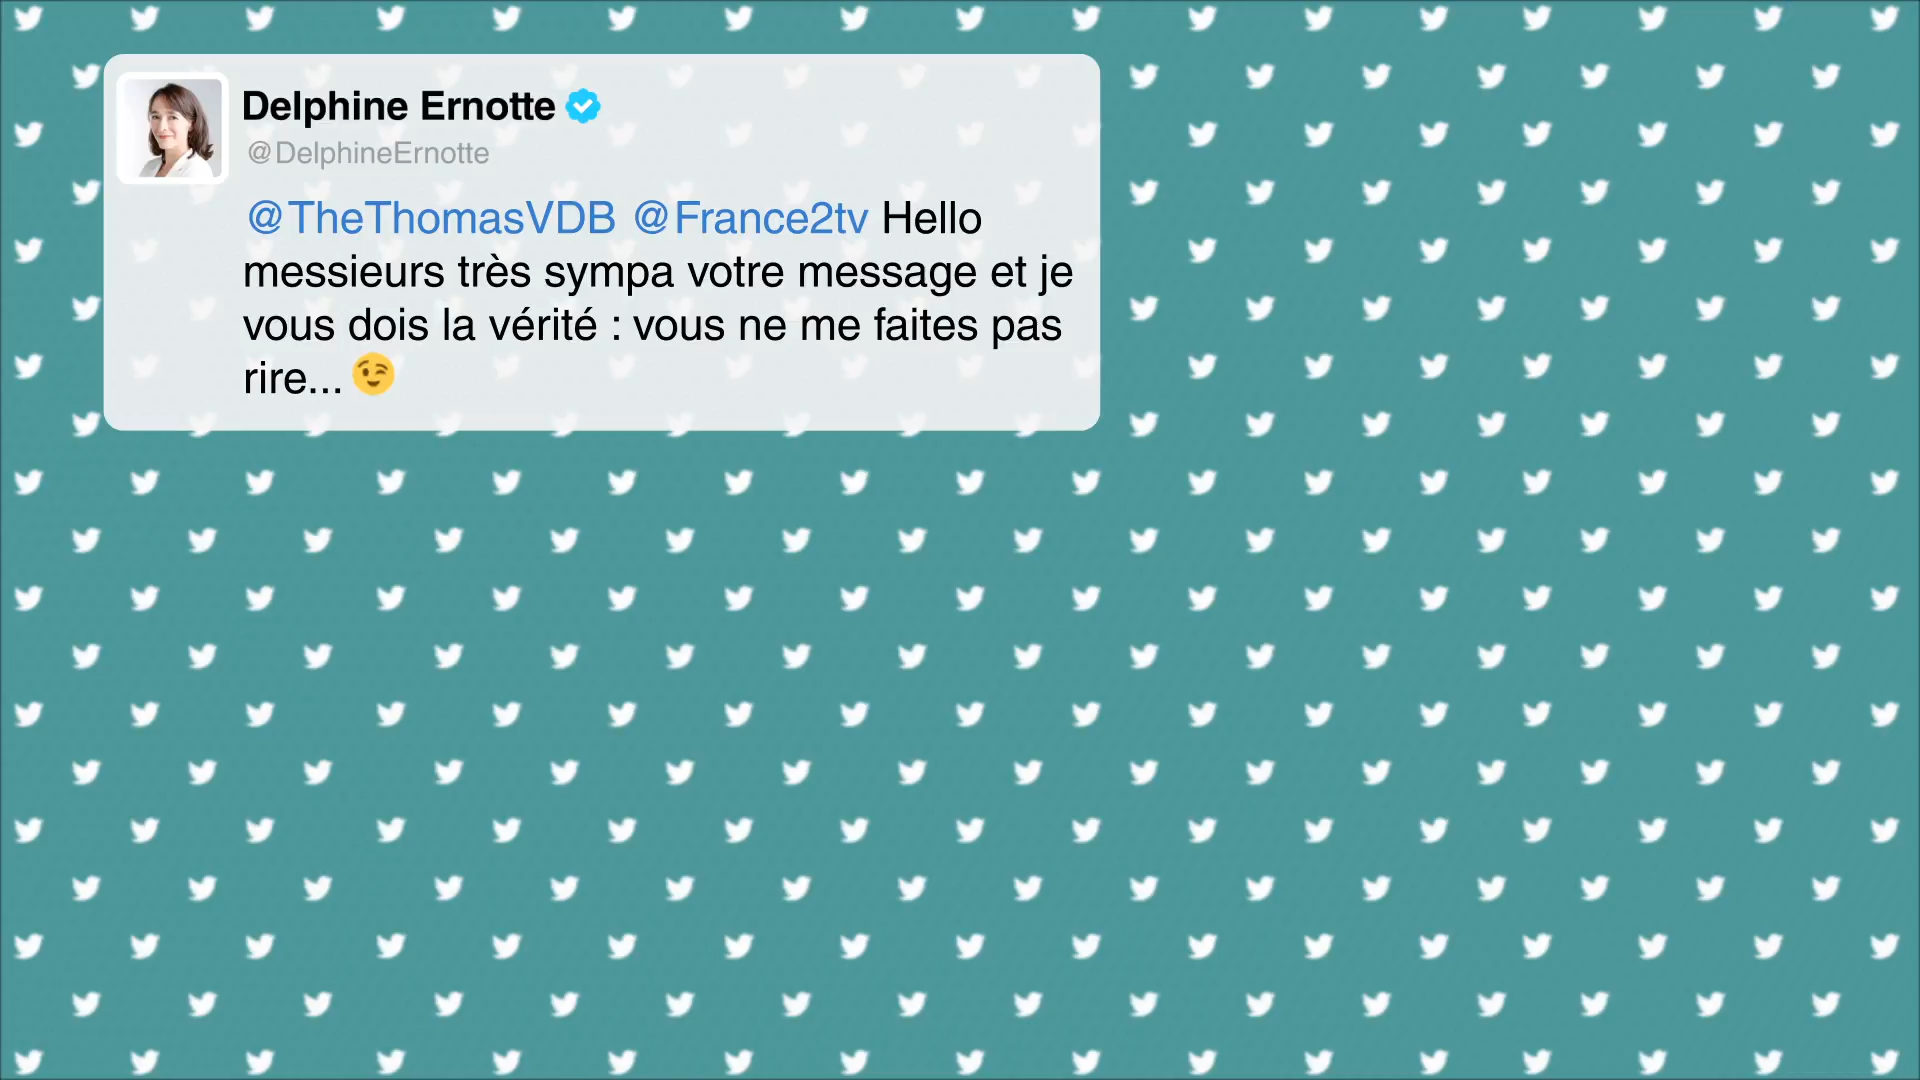 Delphine Ernotte
@DelphineErnotte
@TheThomasVDB @France2tv Hello
messieurs très sympa votre message et je
vous dois la vérité : vous ne me faites pas
rire... 😉